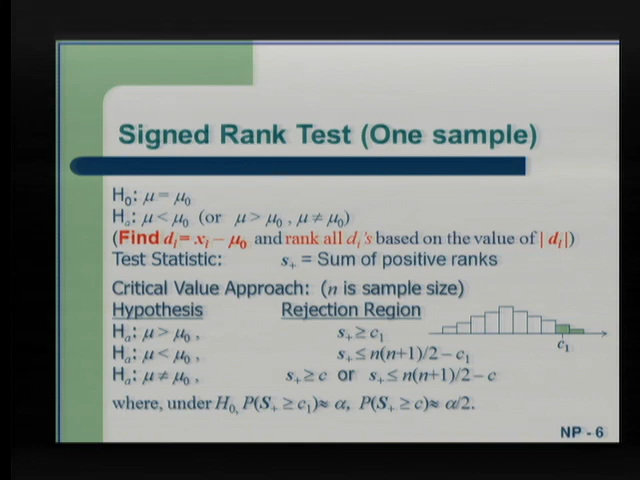 Signed Rank Test (One sample)
H₀: μ = μ₀
Hₐ: μ < μ₀ (or μ > μ₀ , μ ≠ μ₀)
(Find dᵢ = xᵢ – μ₀ and rank all dᵢ's based on the value of | dᵢ|)
Test Statistic: s₊ = Sum of positive ranks
Critical Value Approach: (n is sample size)
Hypothesis Rejection Region
Hₐ: μ > μ₀ , s₊ ≥ c₁
Hₐ: μ < μ₀ , s₊ ≤ n(n+1)/2 – c₁
Hₐ: μ ≠ μ₀ , s₊ ≥ c or s₊ ≤ n(n+1)/2 – c
c₁
where, under H₀, P(S₊ ≥ c₁) ≈ α, P(S₊ ≥ c) ≈ α/2.
NP - 6